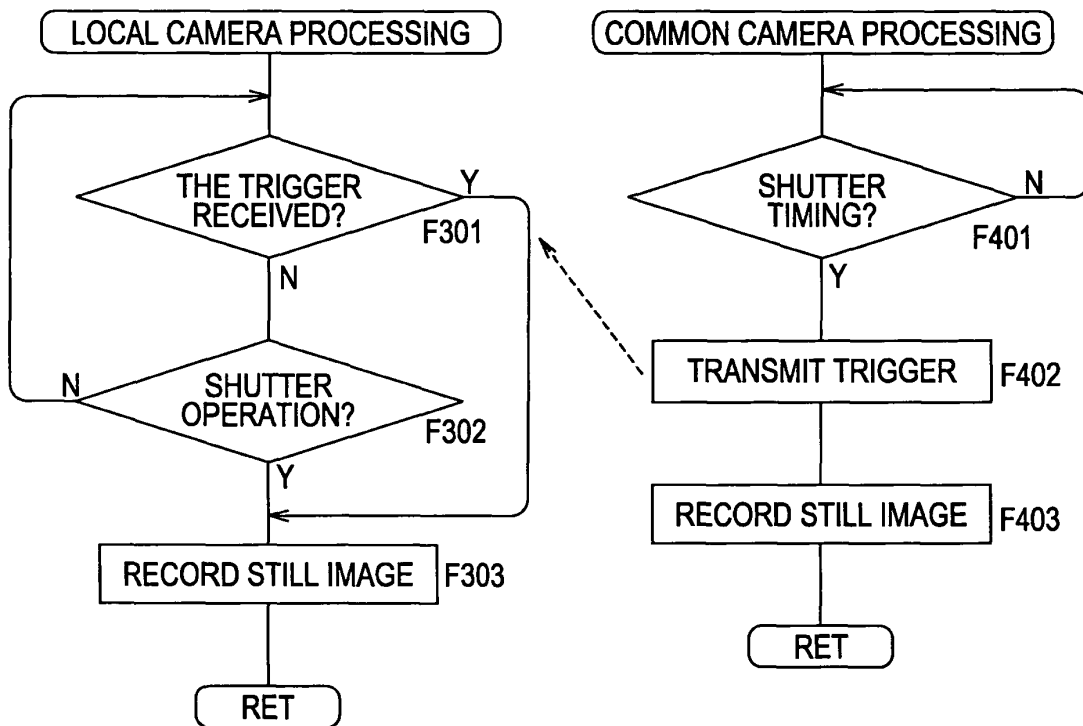 LOCAL CAMERA PROCESSING
THE TRIGGER
RECEIVED?
Y
F301
N
SHUTTER
OPERATION?
N
F302
Y
RECORD STILL IMAGE
F303
RET
COMMON CAMERA PROCESSING
SHUTTER
TIMING?
N
F401
Y
TRANSMIT TRIGGER
F402
RECORD STILL IMAGE
F403
RET